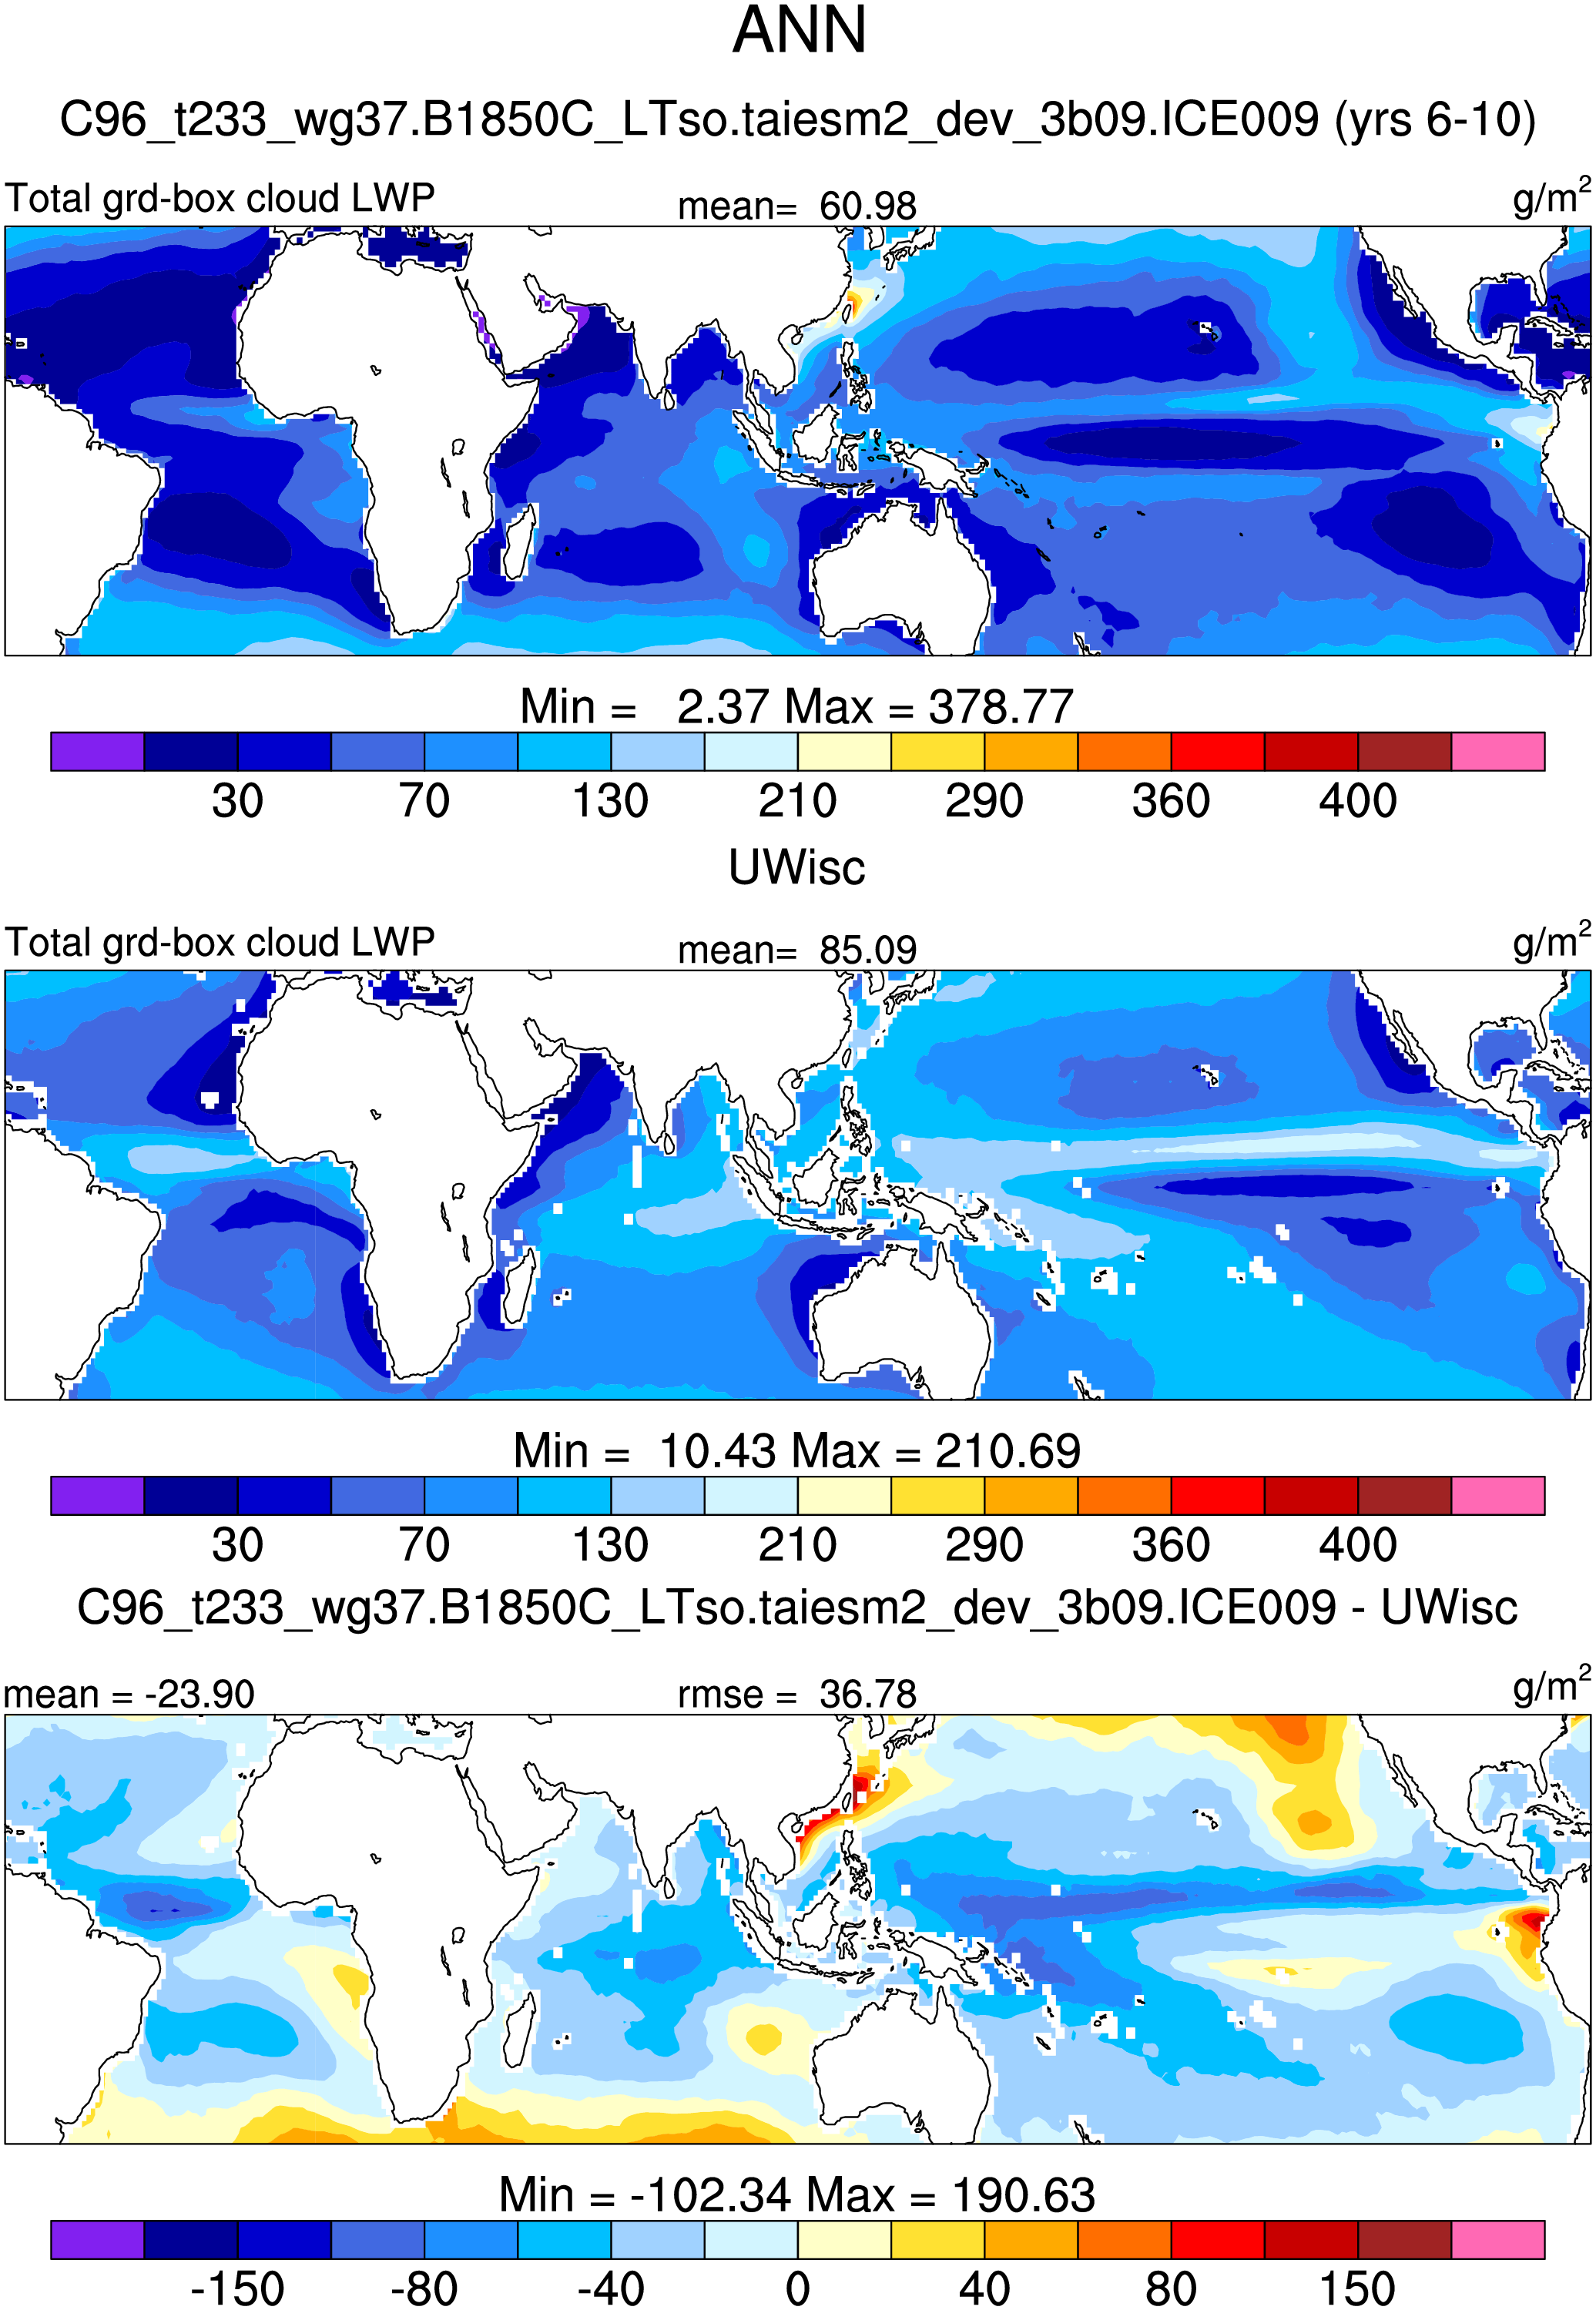 ANN
C96_t233_wg37.B1850C_LTso.taiesm2_dev_3b09.ICE009 (yrs 6-10)
Total grd-box cloud LWP mean= 60.98 g/m²
Min = 2.37 Max = 378.77
30 70 130 210 290 360 400
UWisc
Total grd-box cloud LWP mean= 85.09 g/m²
Min = 10.43 Max = 210.69
30 70 130 210 290 360 400
C96_t233_wg37.B1850C_LTso.taiesm2_dev_3b09.ICE009 - UWisc
mean = -23.90 rmse = 36.78 g/m²
Min = -102.34 Max = 190.63
-150 -80 -40 0 40 80 150